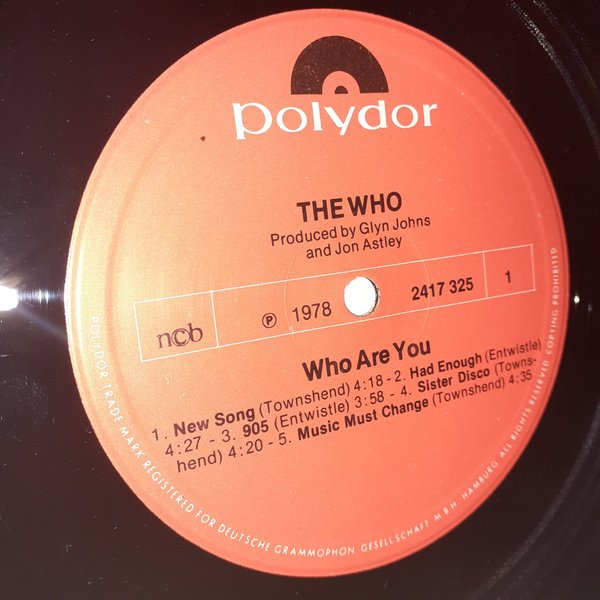 polydor
THE WHO
Produced by Glyn Johns
and Jon Astley
ncb ℗ 1978 2417 325 1
Who Are You
1. New Song (Townshend) 4:18 - 2. Had Enough (Entwistle)
4:27 - 3. 905 (Entwistle) 3:58 - 4. Sister Disco (Towns-
hend) 4:20 - 5. Music Must Change (Townshend) 4:35
POLYDOR TRADE MARK REGISTERED FOR DEUTSCHE GRAMMOPHON GESELLSCHAFT M.B.H. HAMBURG ALL RIGHTS RESERVED COPYING PROHIBITED